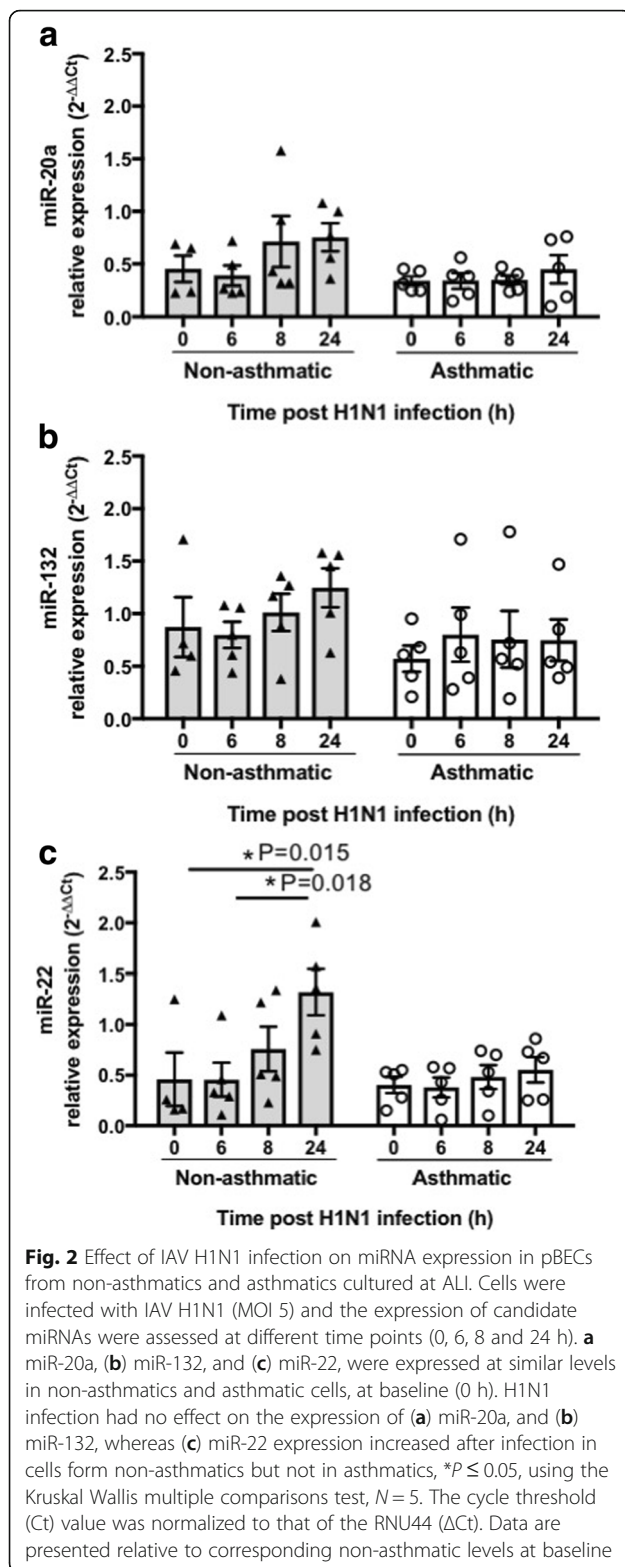 a
miR-20a
relative expression (2-ΔΔCt)
2.5
2.0
1.5
1.0
0.5
0.0
0 6 8 24 0 6 8 24
Non-asthmatic Asthmatic
Time post H1N1 infection (h)
b
miR-132
relative expression (2-ΔΔCt)
2.5
2.0
1.5
1.0
0.5
0.0
0 6 8 24 0 6 8 24
Non-asthmatic Asthmatic
Time post H1N1 infection (h)
c
miR-22
relative expression (2-ΔΔCt)
* P=0.015
* P=0.018
2.5
2.0
1.5
1.0
0.5
0.0
0 6 8 24 0 6 8 24
Non-asthmatic Asthmatic
Time post H1N1 infection (h)
Fig. 2 Effect of IAV H1N1 infection on miRNA expression in pBECs
from non-asthmatics and asthmatics cultured at ALI. Cells were
infected with IAV H1N1 (MOI 5) and the expression of candidate
miRNAs were assessed at different time points (0, 6, 8 and 24 h). a
miR-20a, (b) miR-132, and (c) miR-22, were expressed at similar levels
in non-asthmatics and asthmatic cells, at baseline (0 h). H1N1
infection had no effect on the expression of (a) miR-20a, and (b)
miR-132, whereas (c) miR-22 expression increased after infection in
cells form non-asthmatics but not in asthmatics, *P ≤ 0.05, using the
Kruskal Wallis multiple comparisons test, N = 5. The cycle threshold
(Ct) value was normalized to that of the RNU44 (ΔCt). Data are
presented relative to corresponding non-asthmatic levels at baseline